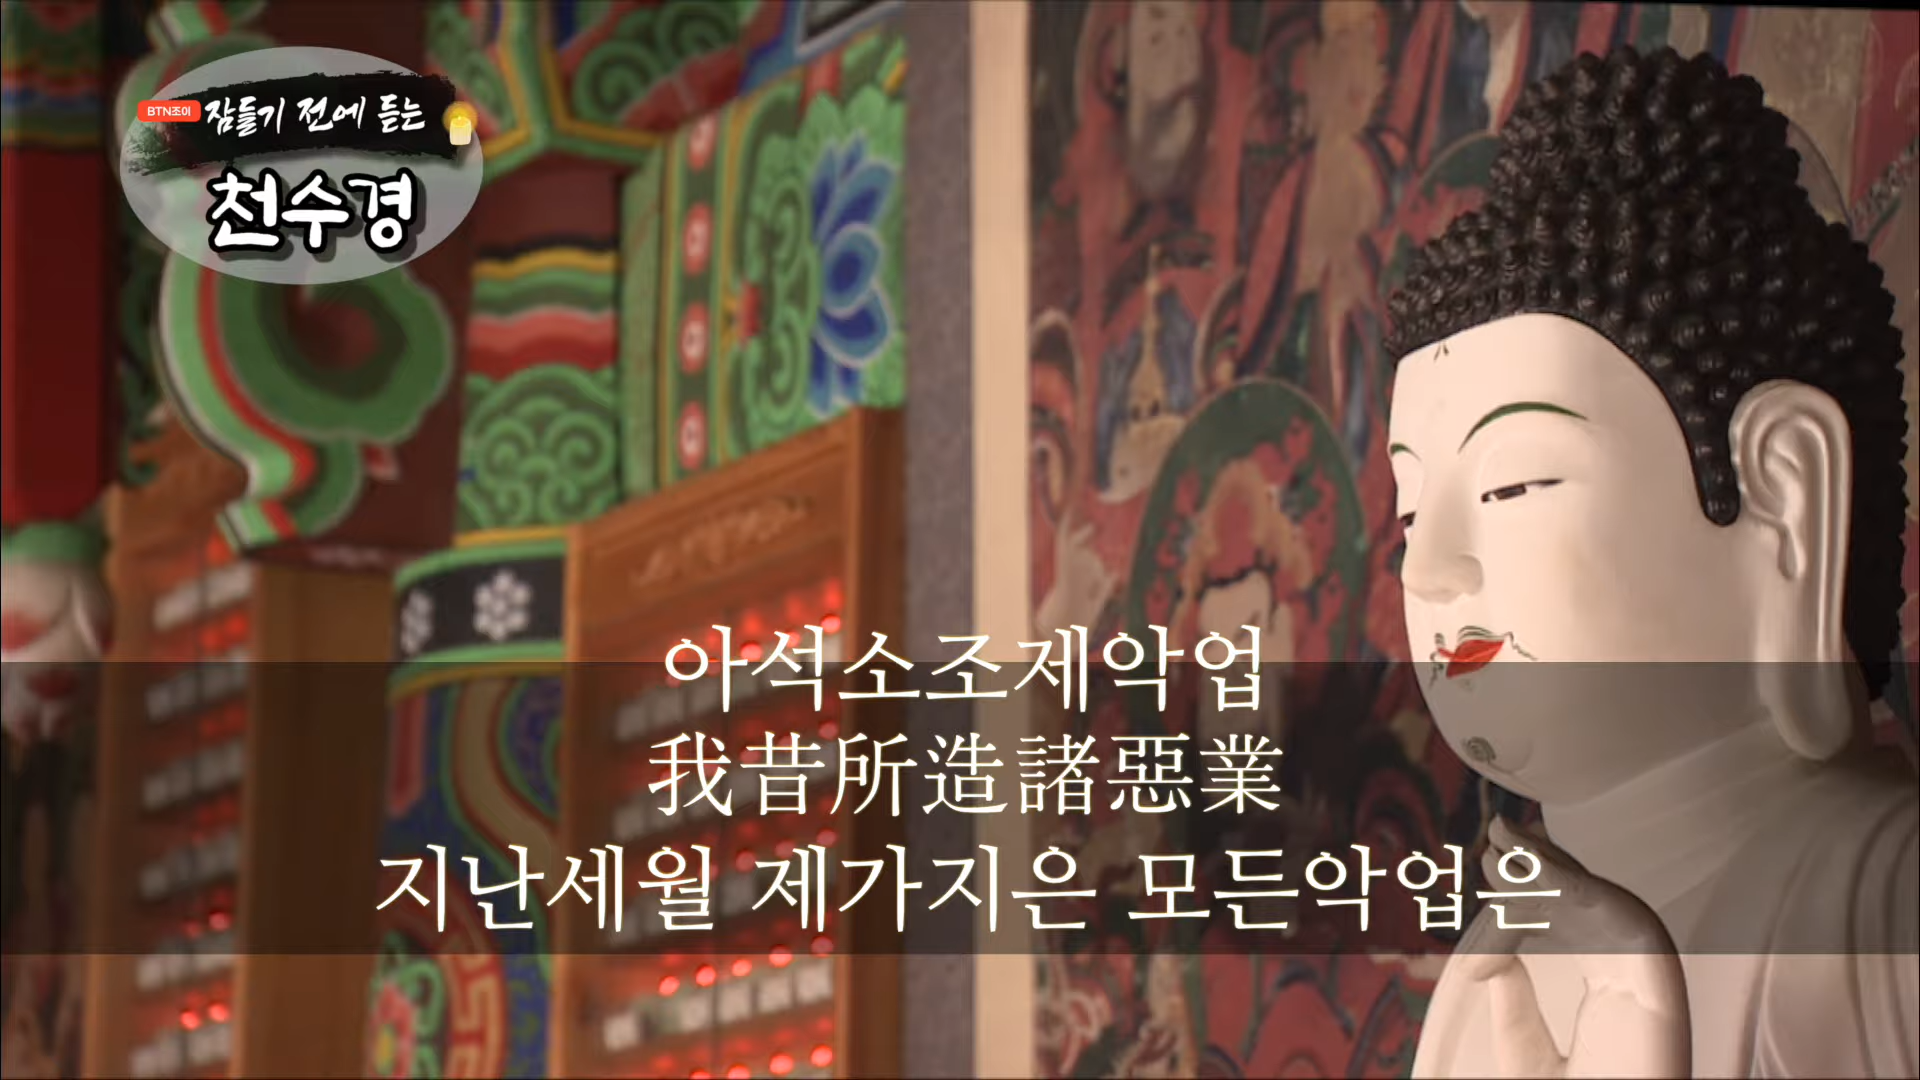 BTN조이 잠들기 전에 듣는
천수경
아석소조제악업
我昔所造諸惡業
지난세월 제가지은 모든악업은